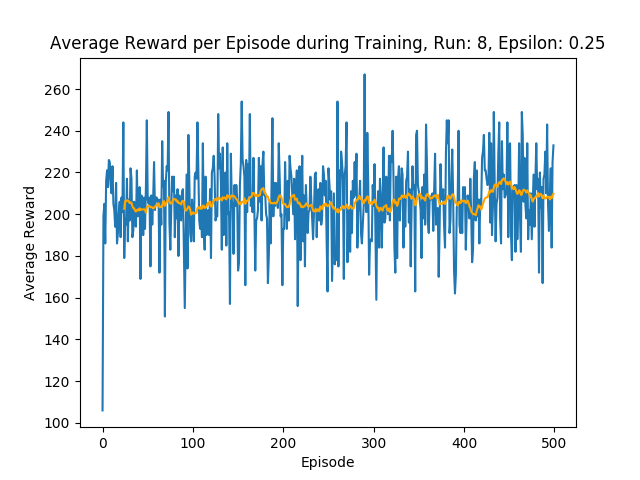 Average Reward per Episode during Training, Run: 8, Epsilon: 0.25
260
240
220
200
180
160
140
120
100
Average Reward
0 100 200 300 400 500
Episode